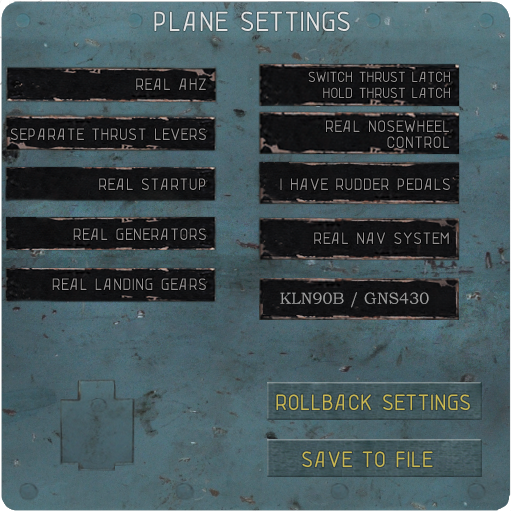 PLANE SETTINGS
REAL AHZ
SEPARATE THRUST LEVERS
REAL STARTUP
REAL GENERATORS
REAL LANDING GEARS
SWITCH THRUST LATCH
HOLD THRUST LATCH
REAL NOSEWHEEL
CONTROL
I HAVE RUDDER PEDALS
REAL NAV SYSTEM
KLN90B / GNS430
ROLLBACK SETTINGS
SAVE TO FILE